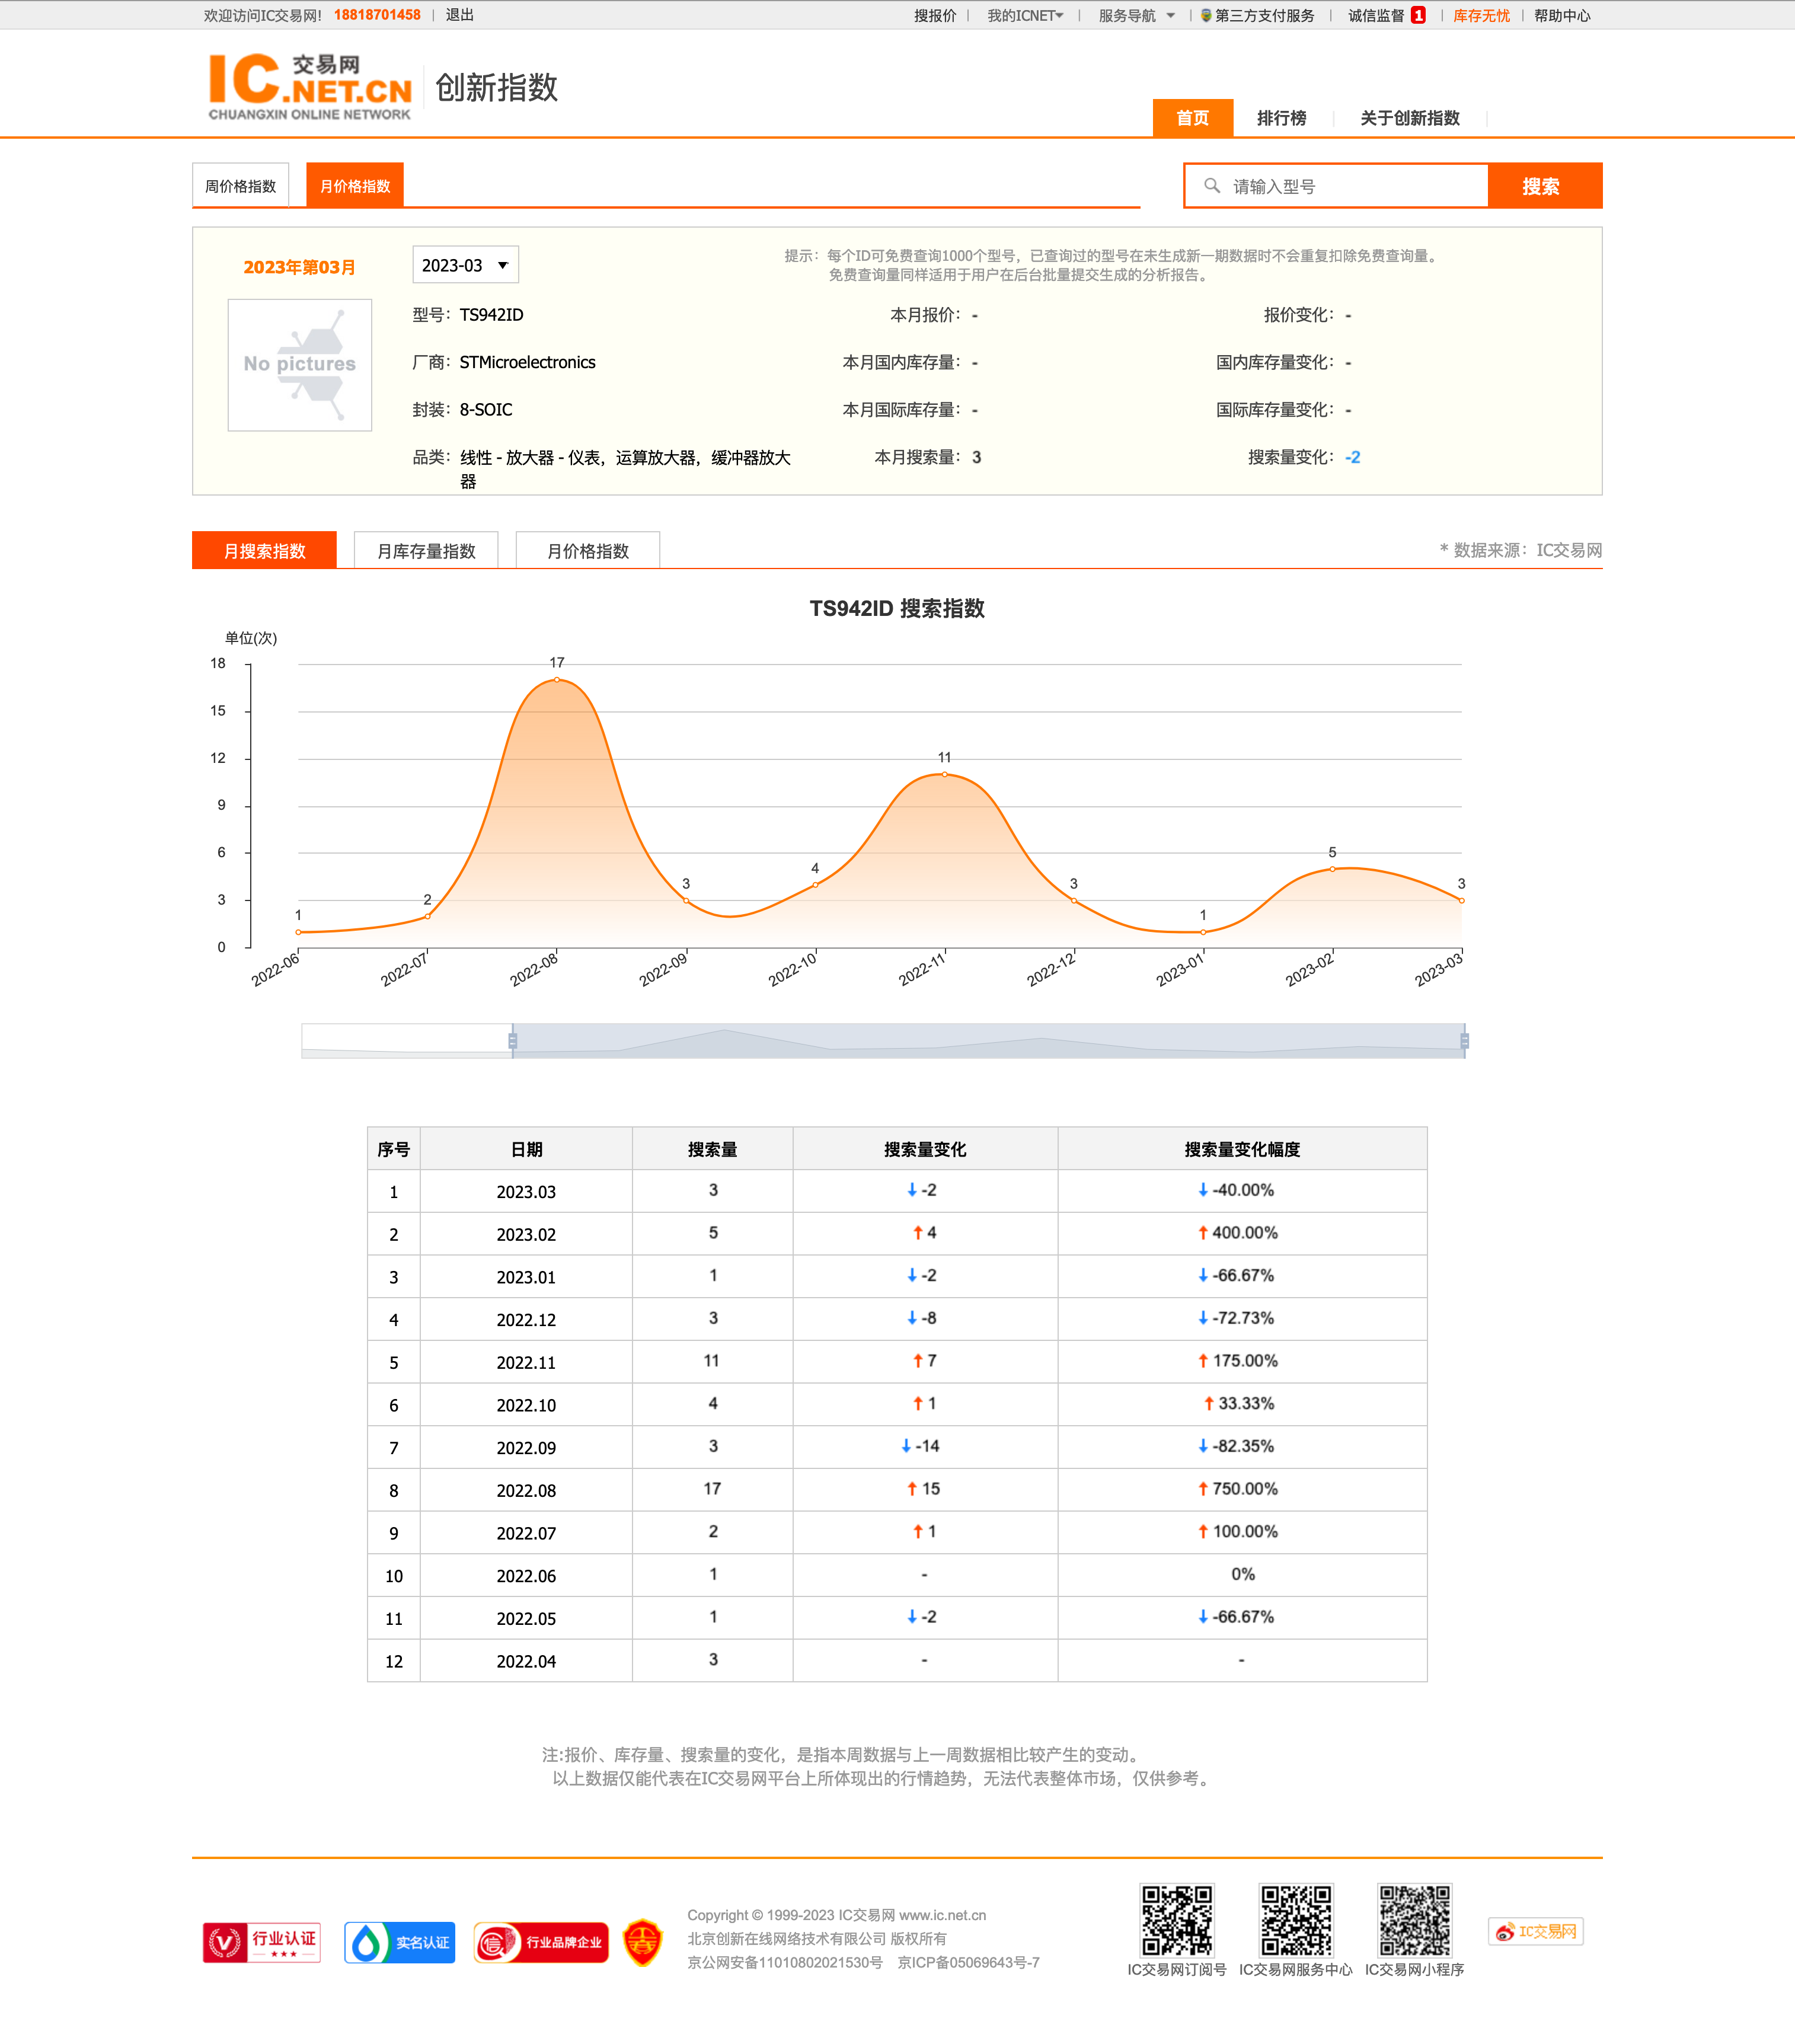 欢迎访问IC交易网! 18818701458 | 退出
搜报价 | 我的ICNET | 服务导航 | 第三方支付服务 | 诚信监督 1 | 库存无忧 | 帮助中心
IC交易网.NET.CN
CHUANGXIN ONLINE NETWORK
创新指数
首页 排行榜 关于创新指数
周价格指数 月价格指数 请输入型号 搜索
2023年第03月 2023-03
提示：每个ID可免费查询1000个型号，已查询过的型号在未生成新一期数据时不会重复扣除免费查询量。
免费查询量同样适用于用户在后台批量提交生成的分析报告。
No pictures
型号：TS942ID 本月报价：- 报价变化：-
厂商：STMicroelectronics 本月国内库存量：- 国内库存量变化：-
封装：8-SOIC 本月国际库存量：- 国际库存量变化：-
品类：线性 - 放大器 - 仪表，运算放大器，缓冲器放大 本月搜索量：3 搜索量变化：-2
器
月搜索指数 月库存量指数 月价格指数 * 数据来源：IC交易网
TS942ID 搜索指数
单位(次)
18
17
15
12
11
9
6
5
4
3
3
3
3
2
1
1
0
2022-06 2022-07 2022-08 2022-09 2022-10 2022-11 2022-12 2023-01 2023-02 2023-03
序号 日期 搜索量 搜索量变化 搜索量变化幅度
1 2023.03 3 ↓ -2 ↓ -40.00%
2 2023.02 5 ↑ 4 ↑ 400.00%
3 2023.01 1 ↓ -2 ↓ -66.67%
4 2022.12 3 ↓ -8 ↓ -72.73%
5 2022.11 11 ↑ 7 ↑ 175.00%
6 2022.10 4 ↑ 1 ↑ 33.33%
7 2022.09 3 ↓ -14 ↓ -82.35%
8 2022.08 17 ↑ 15 ↑ 750.00%
9 2022.07 2 ↑ 1 ↑ 100.00%
10 2022.06 1 - 0%
11 2022.05 1 ↓ -2 ↓ -66.67%
12 2022.04 3 - -
注:报价、库存量、搜索量的变化，是指本周数据与上一周数据相比较产生的变动。
以上数据仅能代表在IC交易网平台上所体现出的行情趋势，无法代表整体市场，仅供参考。
行业认证
实名认证
信 行业品牌企业
Copyright © 1999-2023 IC交易网 www.ic.net.cn
北京创新在线网络技术有限公司 版权所有
京公网安备11010802021530号 京ICP备05069643号-7
IC交易网订阅号 IC交易网服务中心 IC交易网小程序
IC交易网